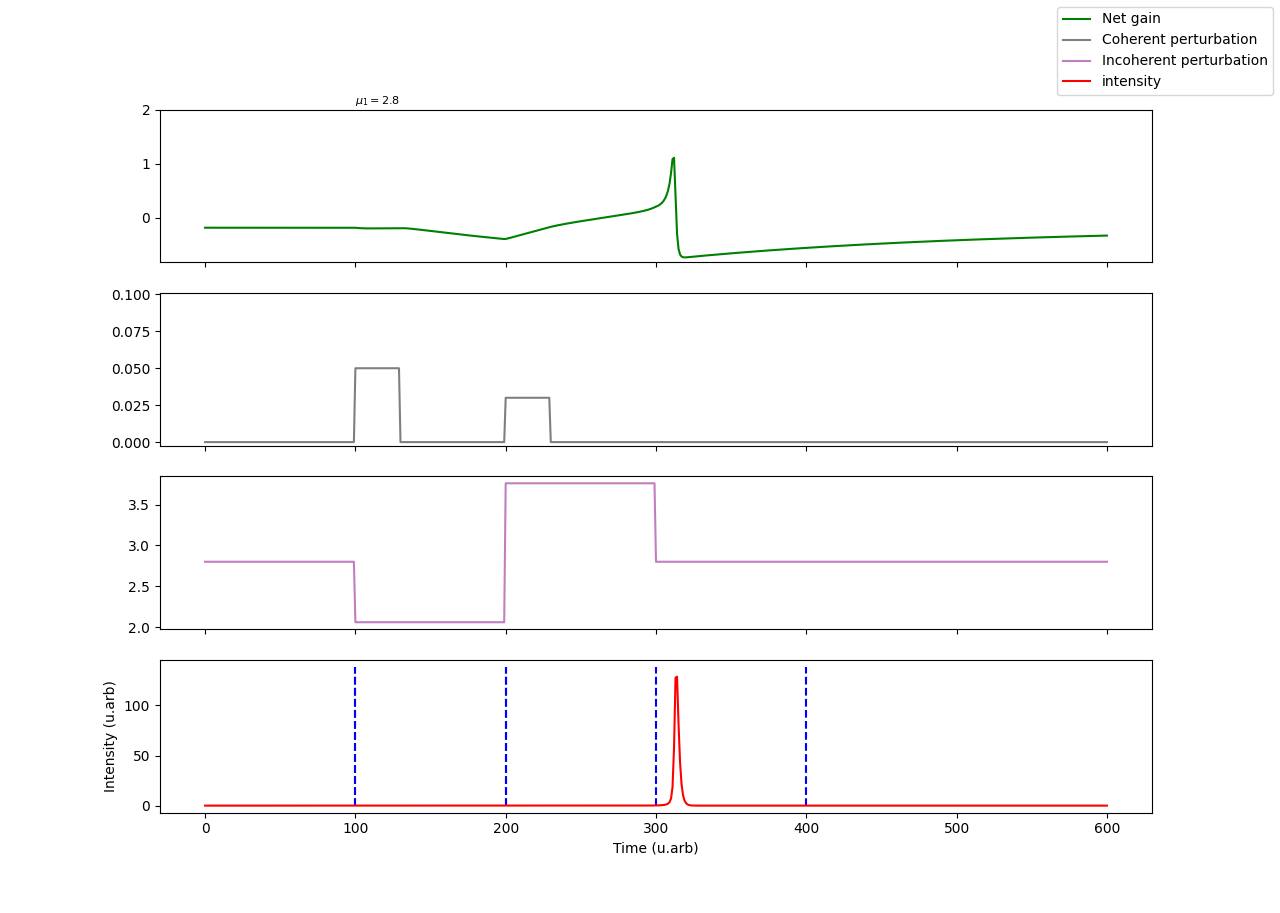 Net gain
Coherent perturbation
Incoherent perturbation
intensity
μ₁ = 2.8
2
1
0
0.100
0.075
0.050
0.025
0.000
3.5
3.0
2.5
2.0
Intensity (u.arb)
100
50
0
0 100 200 300 400 500 600
Time (u.arb)